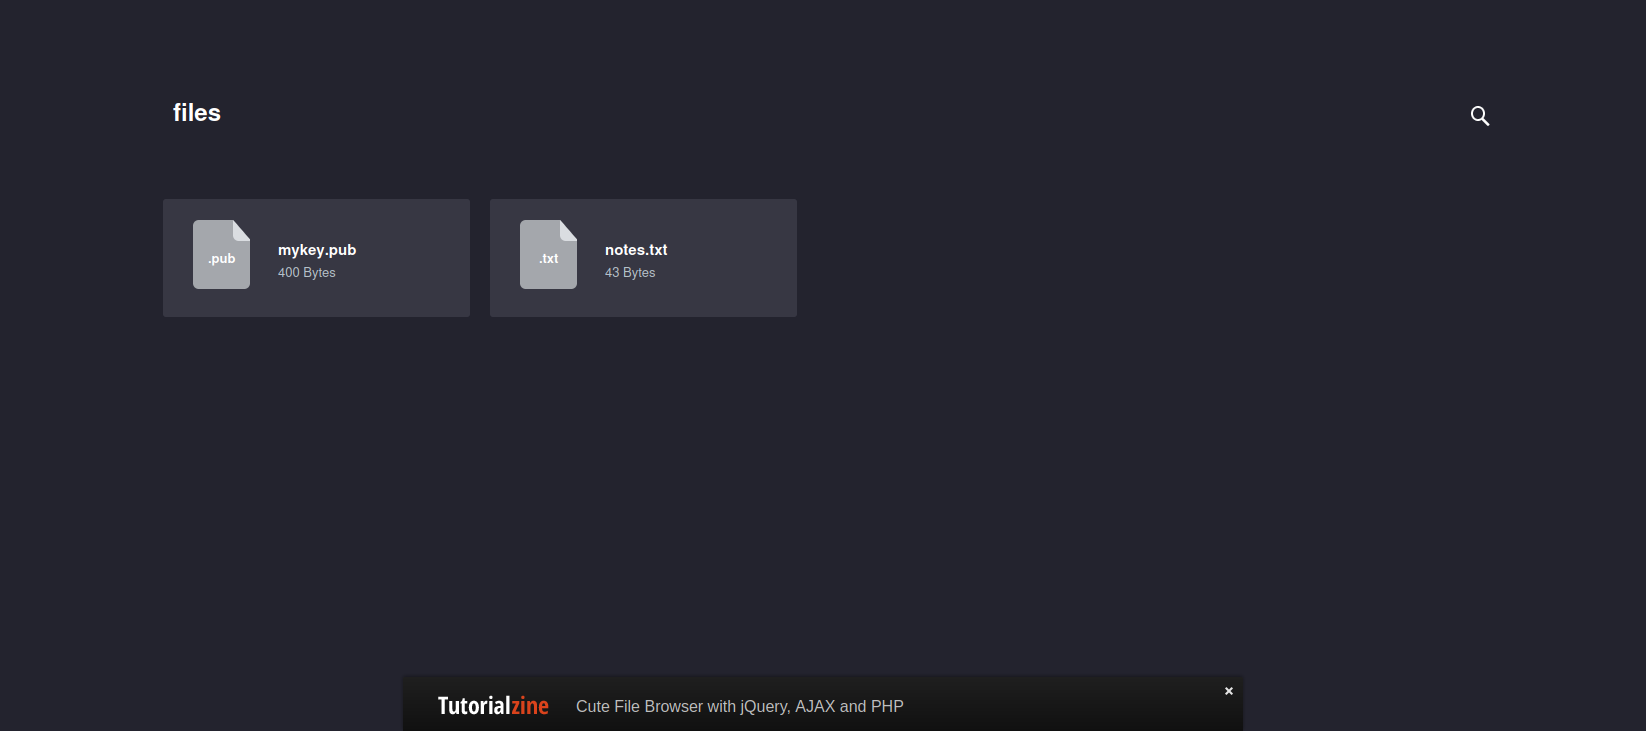 files
.pub
mykey.pub
400 Bytes
.txt
notes.txt
43 Bytes
Tutorialzine
Cute File Browser with jQuery, AJAX and PHP
×